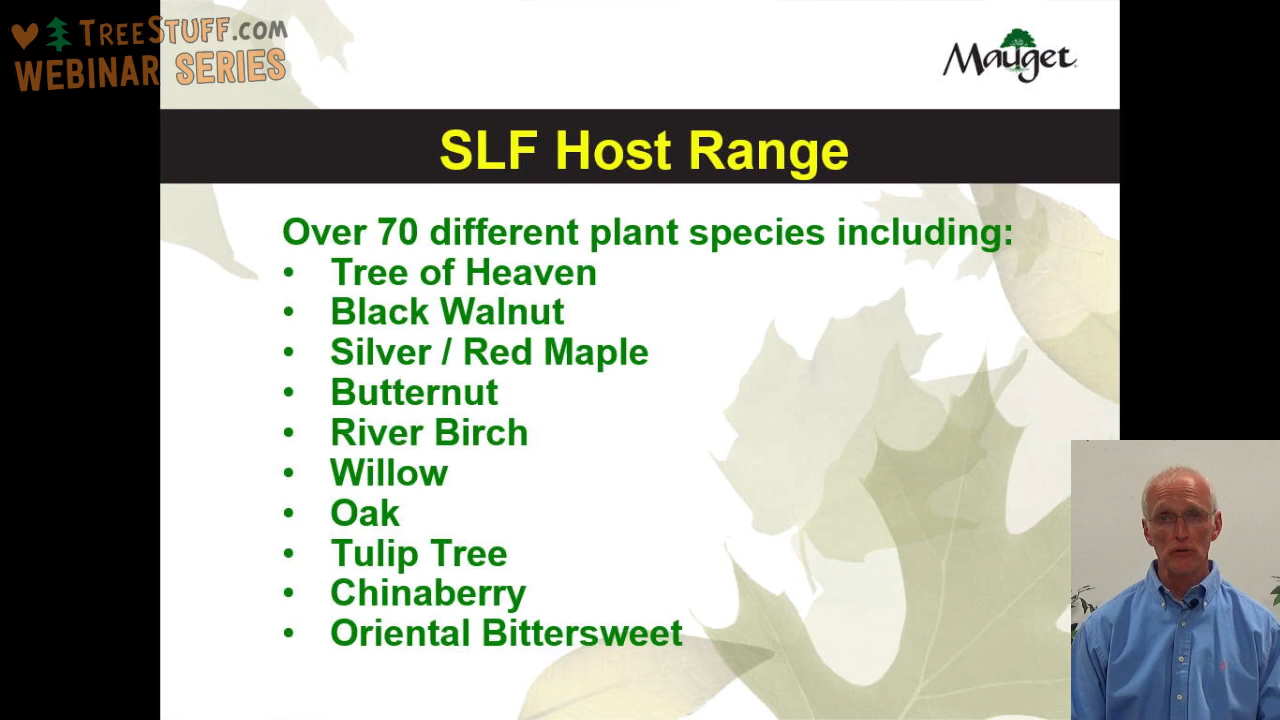 TREESTUFF.COM
WEBINAR SERIES
Mauget
SLF Host Range
Over 70 different plant species including:
• Tree of Heaven
• Black Walnut
• Silver / Red Maple
• Butternut
• River Birch
• Willow
• Oak
• Tulip Tree
• Chinaberry
• Oriental Bittersweet